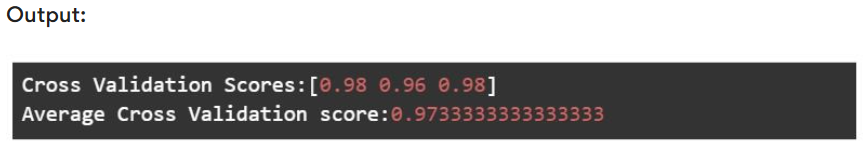 Output:
Cross Validation Scores:[0.98 0.96 0.98]
Average Cross Validation score:0.9733333333333333